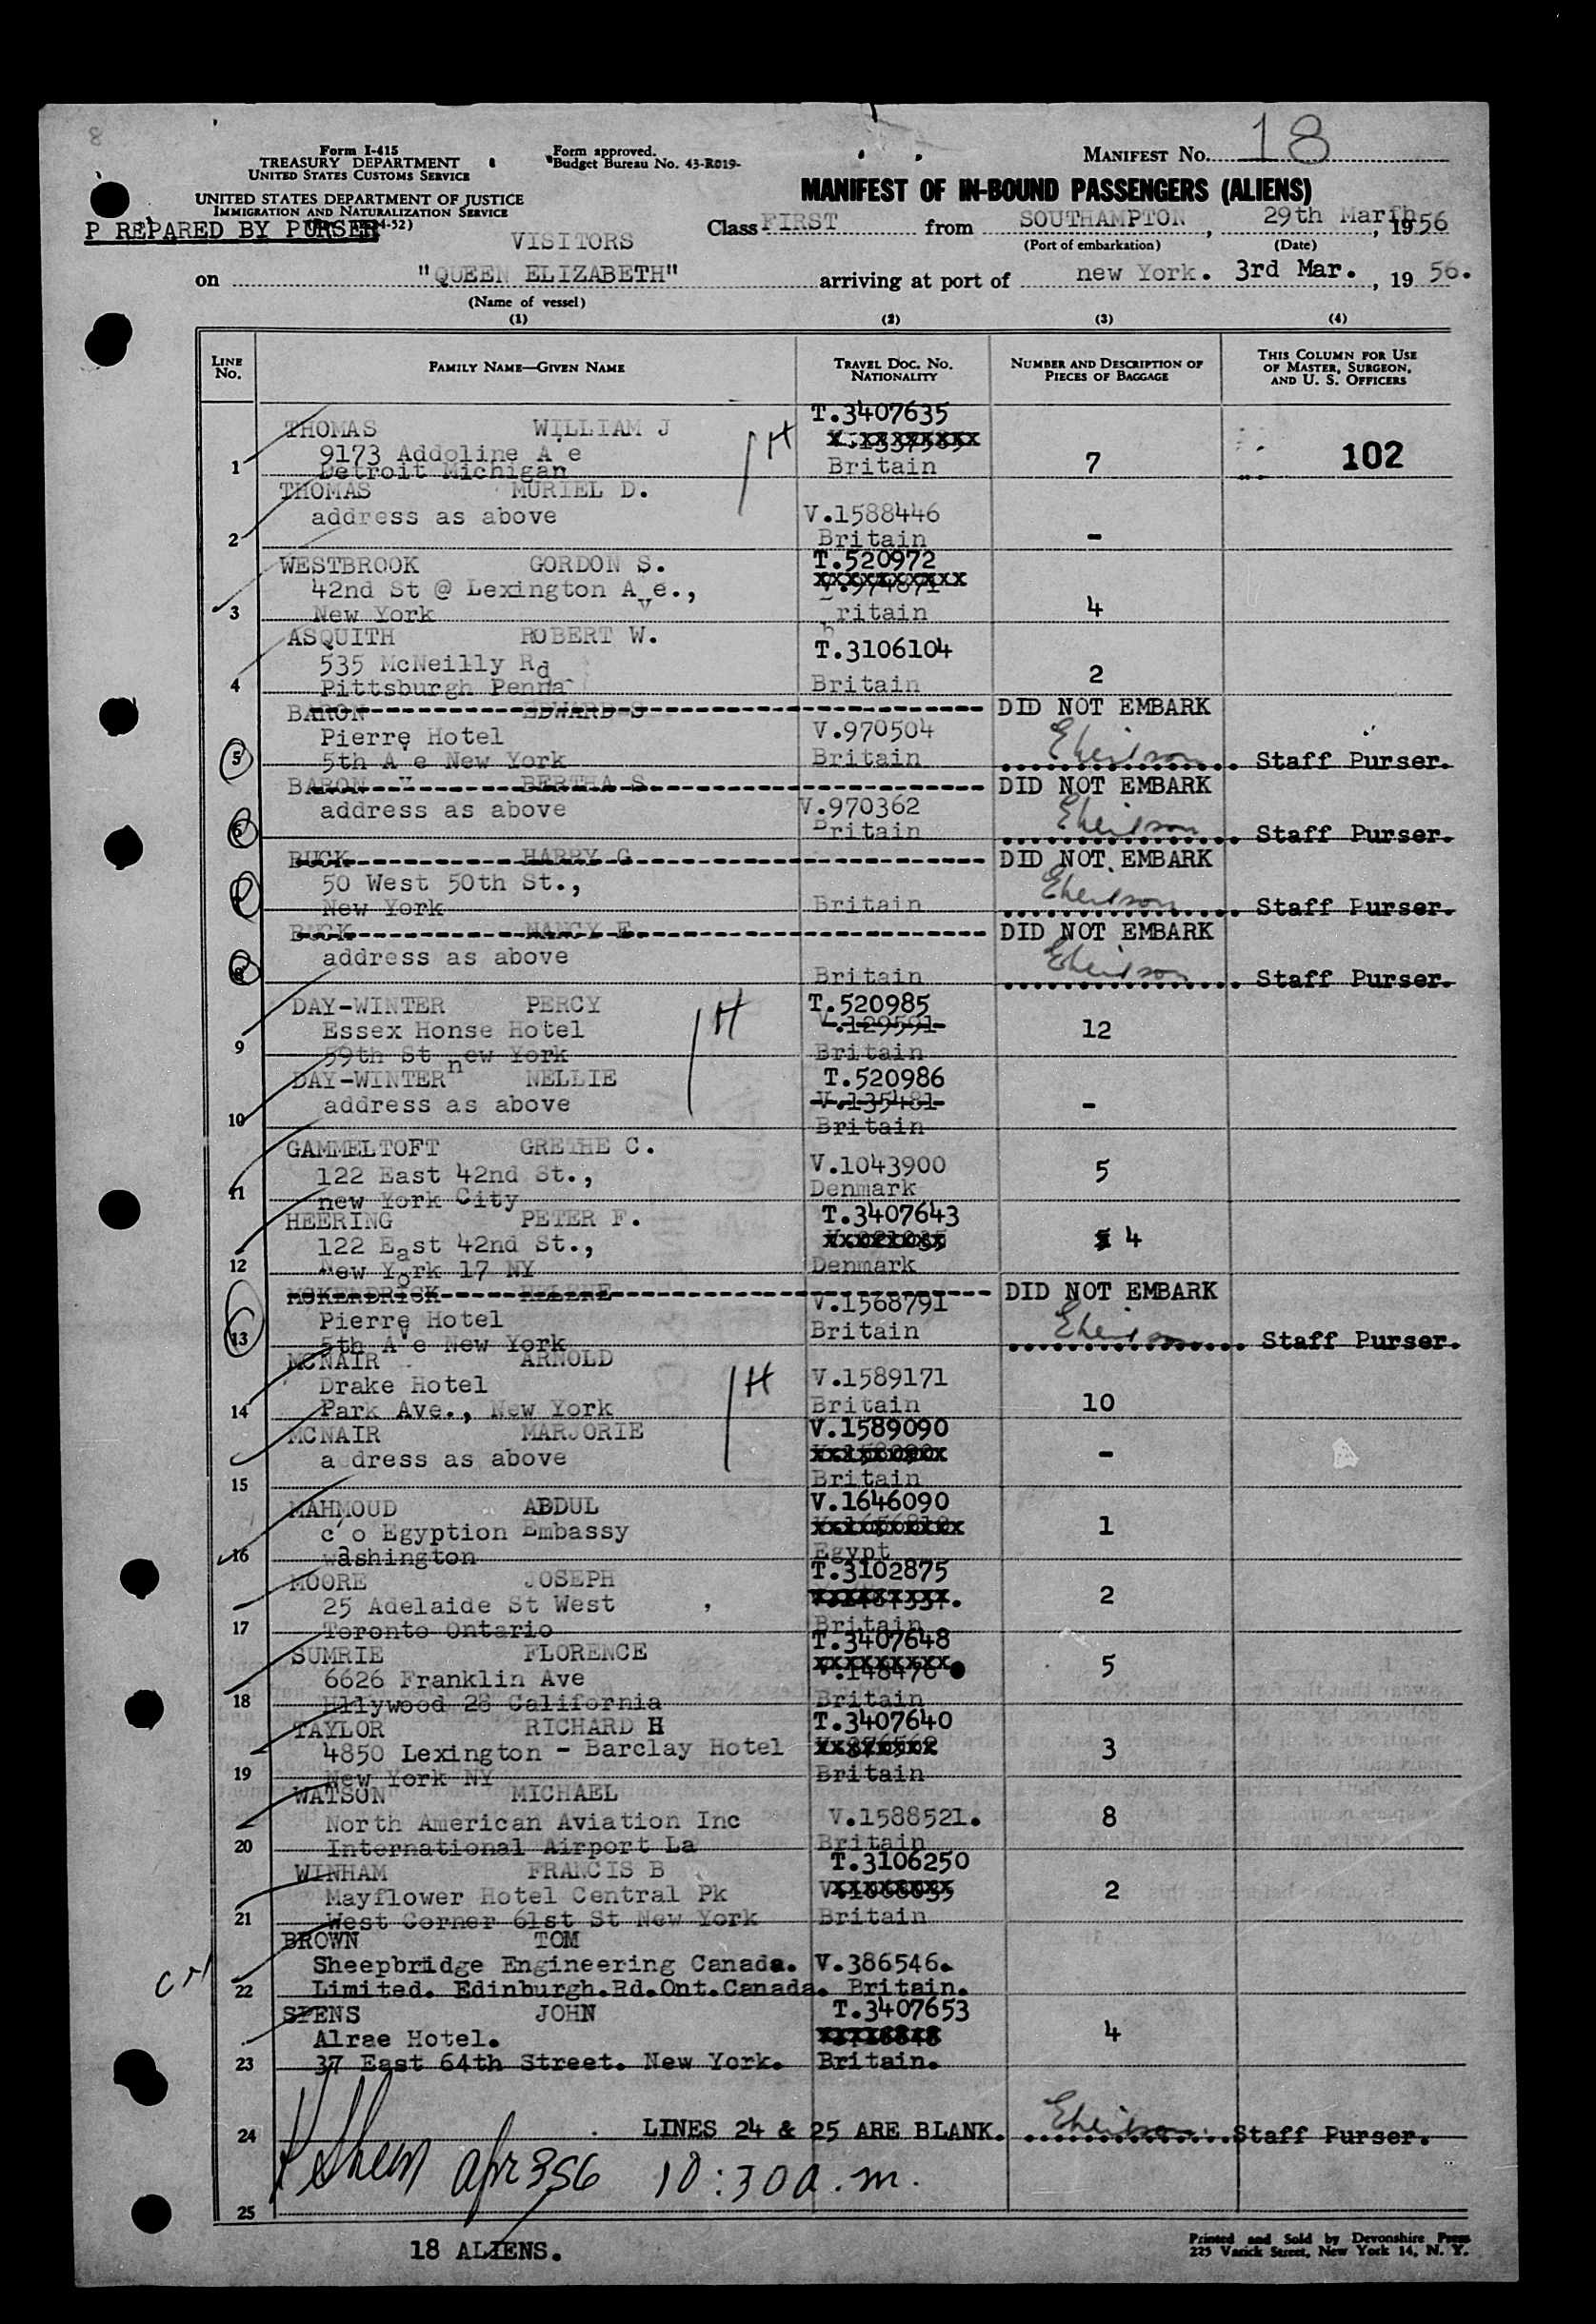 8
Form I-415
TREASURY DEPARTMENT
UNITED STATES CUSTOMS SERVICE
Form approved.
Budget Bureau No. 43-R019-
MANIFEST NO. 18
UNITED STATES DEPARTMENT OF JUSTICE
IMMIGRATION AND NATURALIZATION SERVICE
4-52)
MANIFEST OF IN-BOUND PASSENGERS (ALIENS)
P REPARED BY PURSER
VISITORS
Class FIRST from SOUTHAMPTON , 29th Marfh , 1956
(Port of embarkation) (Date)
on "QUEEN ELIZABETH" arriving at port of new York. 3rd Mar. , 19 56.
(Name of vessel)
(1) (2) (3) (4)
LINE No. FAMILY NAME—GIVEN NAME TRAVEL DOC. NO. NATIONALITY NUMBER AND DESCRIPTION OF PIECES OF BAGGAGE THIS COLUMN FOR USE OF MASTER, SURGEON, AND U. S. OFFICERS
THOMAS WILLIAM J T.3407635
9173 Addoline A e
1 Detroit Michigan Britain 7 102
THOMAS MURIEL D.
address as above V.1588446
2 Britain -
WESTBROOK GORDON S. T.520972
42nd St @ Lexington Ave.,
3 New York ritain 4
ASQUITH ROBERT W. T.3106104
535 McNeilly Rd
4 Pittsburgh Penna Britain 2
BARON EDWARD S DID NOT EMBARK
Pierre Hotel V.970504
5 5th Ave New York Britain Staff Purser.
BARON BERTHA S DID NOT EMBARK
address as above V.970362
6 Britain Staff Purser.
BUCK HARRY G DID NOT EMBARK
50 West 50th St.,
7 New York Britain Staff Purser.
BUCK NANCY E. DID NOT EMBARK
address as above
8 Britain Staff Purser.
DAY-WINTER PERCY T.520985
Essex Honse Hotel V.129591 12
9 59th St new York Britain
DAY-WINTER NELLIE T.520986
address as above V.135481 -
10 Britain
GAMMELTOFT GRETHE C.
122 East 42nd St., V.1043900 5
11 new York City Denmark
HEERING PETER F. T.3407643
122 East 42nd St., 4
12 New York 17 NY Denmark
MCKENDRICK HELENE DID NOT EMBARK
Pierre Hotel V.1568791
13 5th Ave New York Britain Staff Purser.
MCNAIR ARNOLD
Drake Hotel V.1589171
14 Park Ave., New York Britain 10
MCNAIR MARJORIE V.1589090
a dress as above -
15 Britain
MAHMOUD ABDUL V.1646090
c o Egyption Embassy 1
16 washington Egypt
MOORE JOSEPH T.3102875
25 Adelaide St West , 2
17 Toronto Ontario Britain
SUMRIE FLORENCE T.3407648
6626 Franklin Ave 5
18 Hllywood 28 California Britain
TAYLOR RICHARD H T.3407640
4850 Lexington - Barclay Hotel 3
19 New York NY Britain
WATSON MICHAEL
North American Aviation Inc V.1588521. 8
20 International Airport La Britain
WINHAM FRANCIS B T.3106250
Mayflower Hotel Central Pk 2
21 West Corner 61st St New York Britain
BROWN TOM
Sheepbridge Engineering Canada. V.386546.
22 Limited. Edinburgh.Rd.Ont.Canada. Britain.
SPENS JOHN T.3407653
Alrae Hotel. 4
23 37 East 64th Street. New York. Britain.
24 LINES 24 & 25 ARE BLANK. Staff Purser.
apr 3 56 10:30 a.m.
25
18 ALIENS.
Printed and Sold by Devonshire Press
225 Varick Street, New York 14, N. Y.